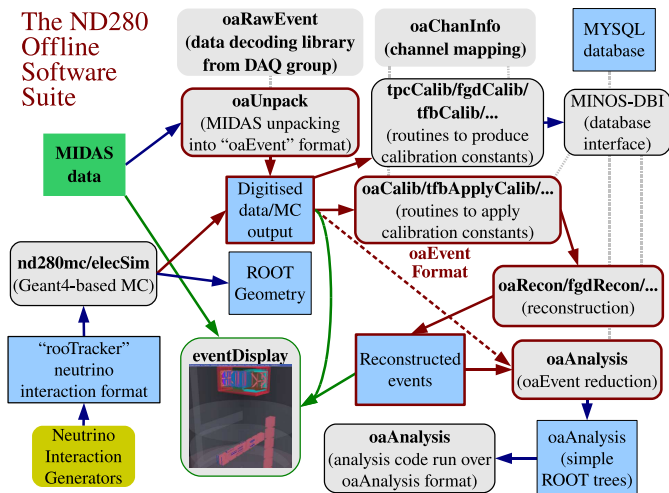 The ND280
Offline
Software
Suite
oaRawEvent
(data decoding library
from DAQ group)
oaChanInfo
(channel mapping)
MYSQL
database
oaUnpack
(MIDAS unpacking
into “oaEvent” format)
tpcCalib/fgdCalib/
tfbCalib/...
(routines to produce
calibration constants)
MINOS-DBI
(database
interface)
MIDAS
data
Digitised
data/MC
output
oaCalib/tfbApplyCalib/...
(routines to apply
calibration constants)
oaEvent
Format
nd280mc/elecSim
(Geant4-based MC)
ROOT
Geometry
oaRecon/fgdRecon/...
(reconstruction)
“rooTracker”
neutrino
interaction format
eventDisplay
Reconstructed
events
oaAnalysis
(oaEvent reduction)
Neutrino
Interaction
Generators
oaAnalysis
(analysis code run over
oaAnalysis format)
oaAnalysis
(simple
ROOT trees)